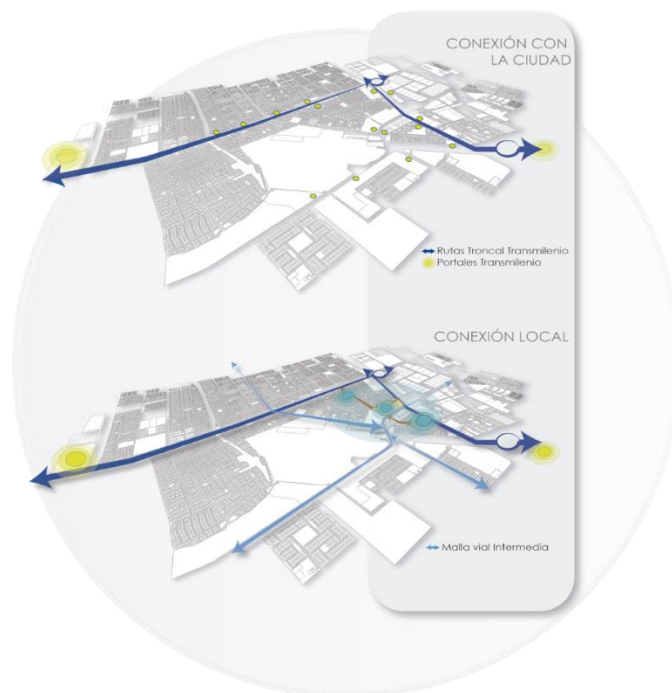 CONEXIÓN CON
LA CIUDAD
Rutas Troncal Transmilenio
Portales Transmilenio
CONEXIÓN LOCAL
Malla vial Intermedia